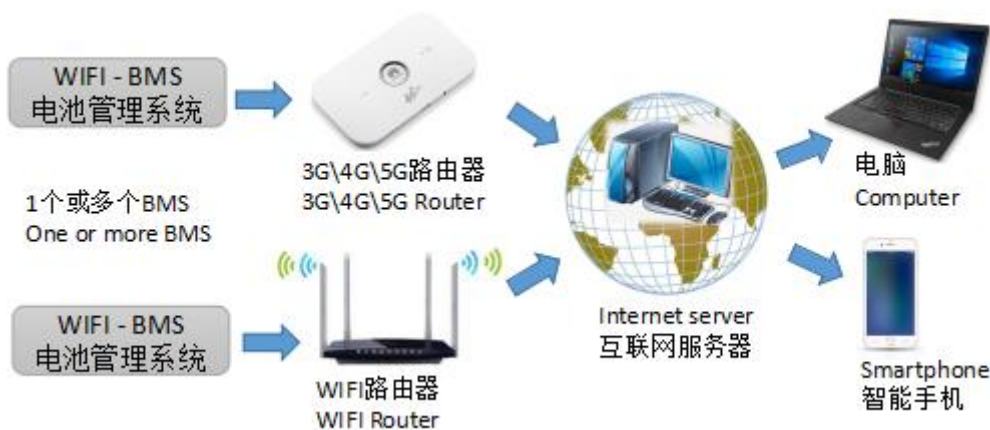 WIFI - BMS
电池管理系统
3G\4G\5G路由器
3G\4G\5G Router
1个或多个BMS
One or more BMS
WIFI - BMS
电池管理系统
WIFI路由器
WIFI Router
Internet server
互联网服务器
电脑
Computer
Smartphone
智能手机